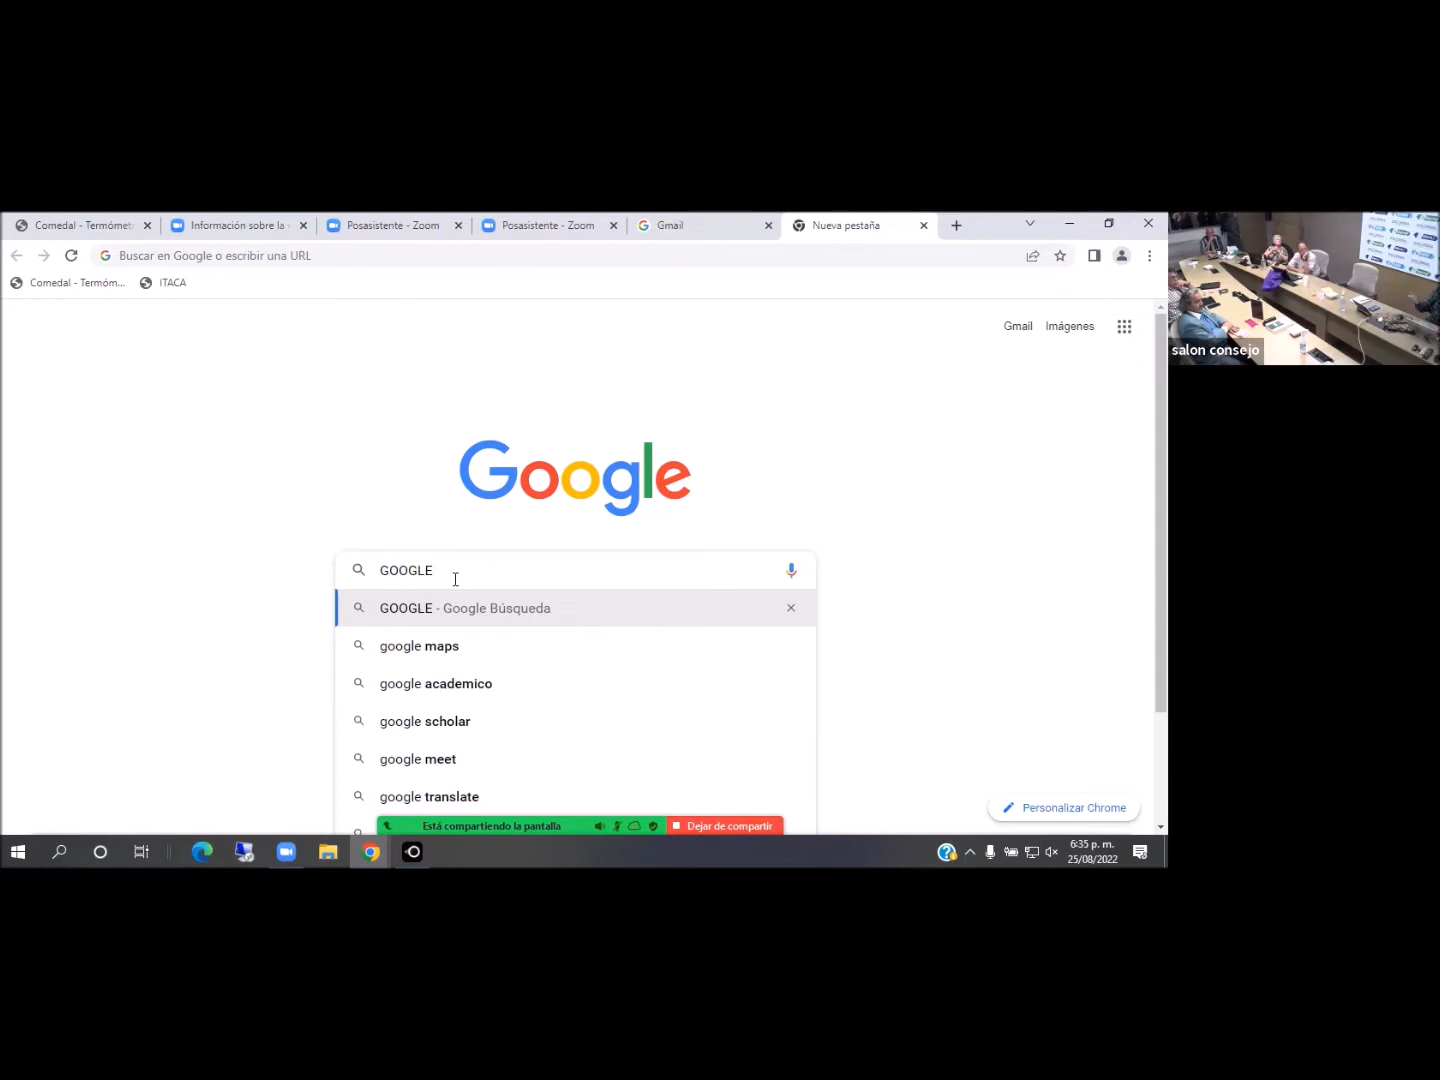 Comedal - Termómet
Información sobre la
Posasistente - Zoom
Posasistente - Zoom
Gmail
Nueva pestaña
Buscar en Google o escribir una URL
Comedal - Termóm...
ITACA
Gmail
Imágenes
Google
GOOGLE
GOOGLE - Google Búsqueda
google maps
google academico
google scholar
google meet
google translate
Está compartiendo la pantalla
Dejar de compartir
Personalizar Chrome
6:35 p. m.
25/08/2022
salon consejo